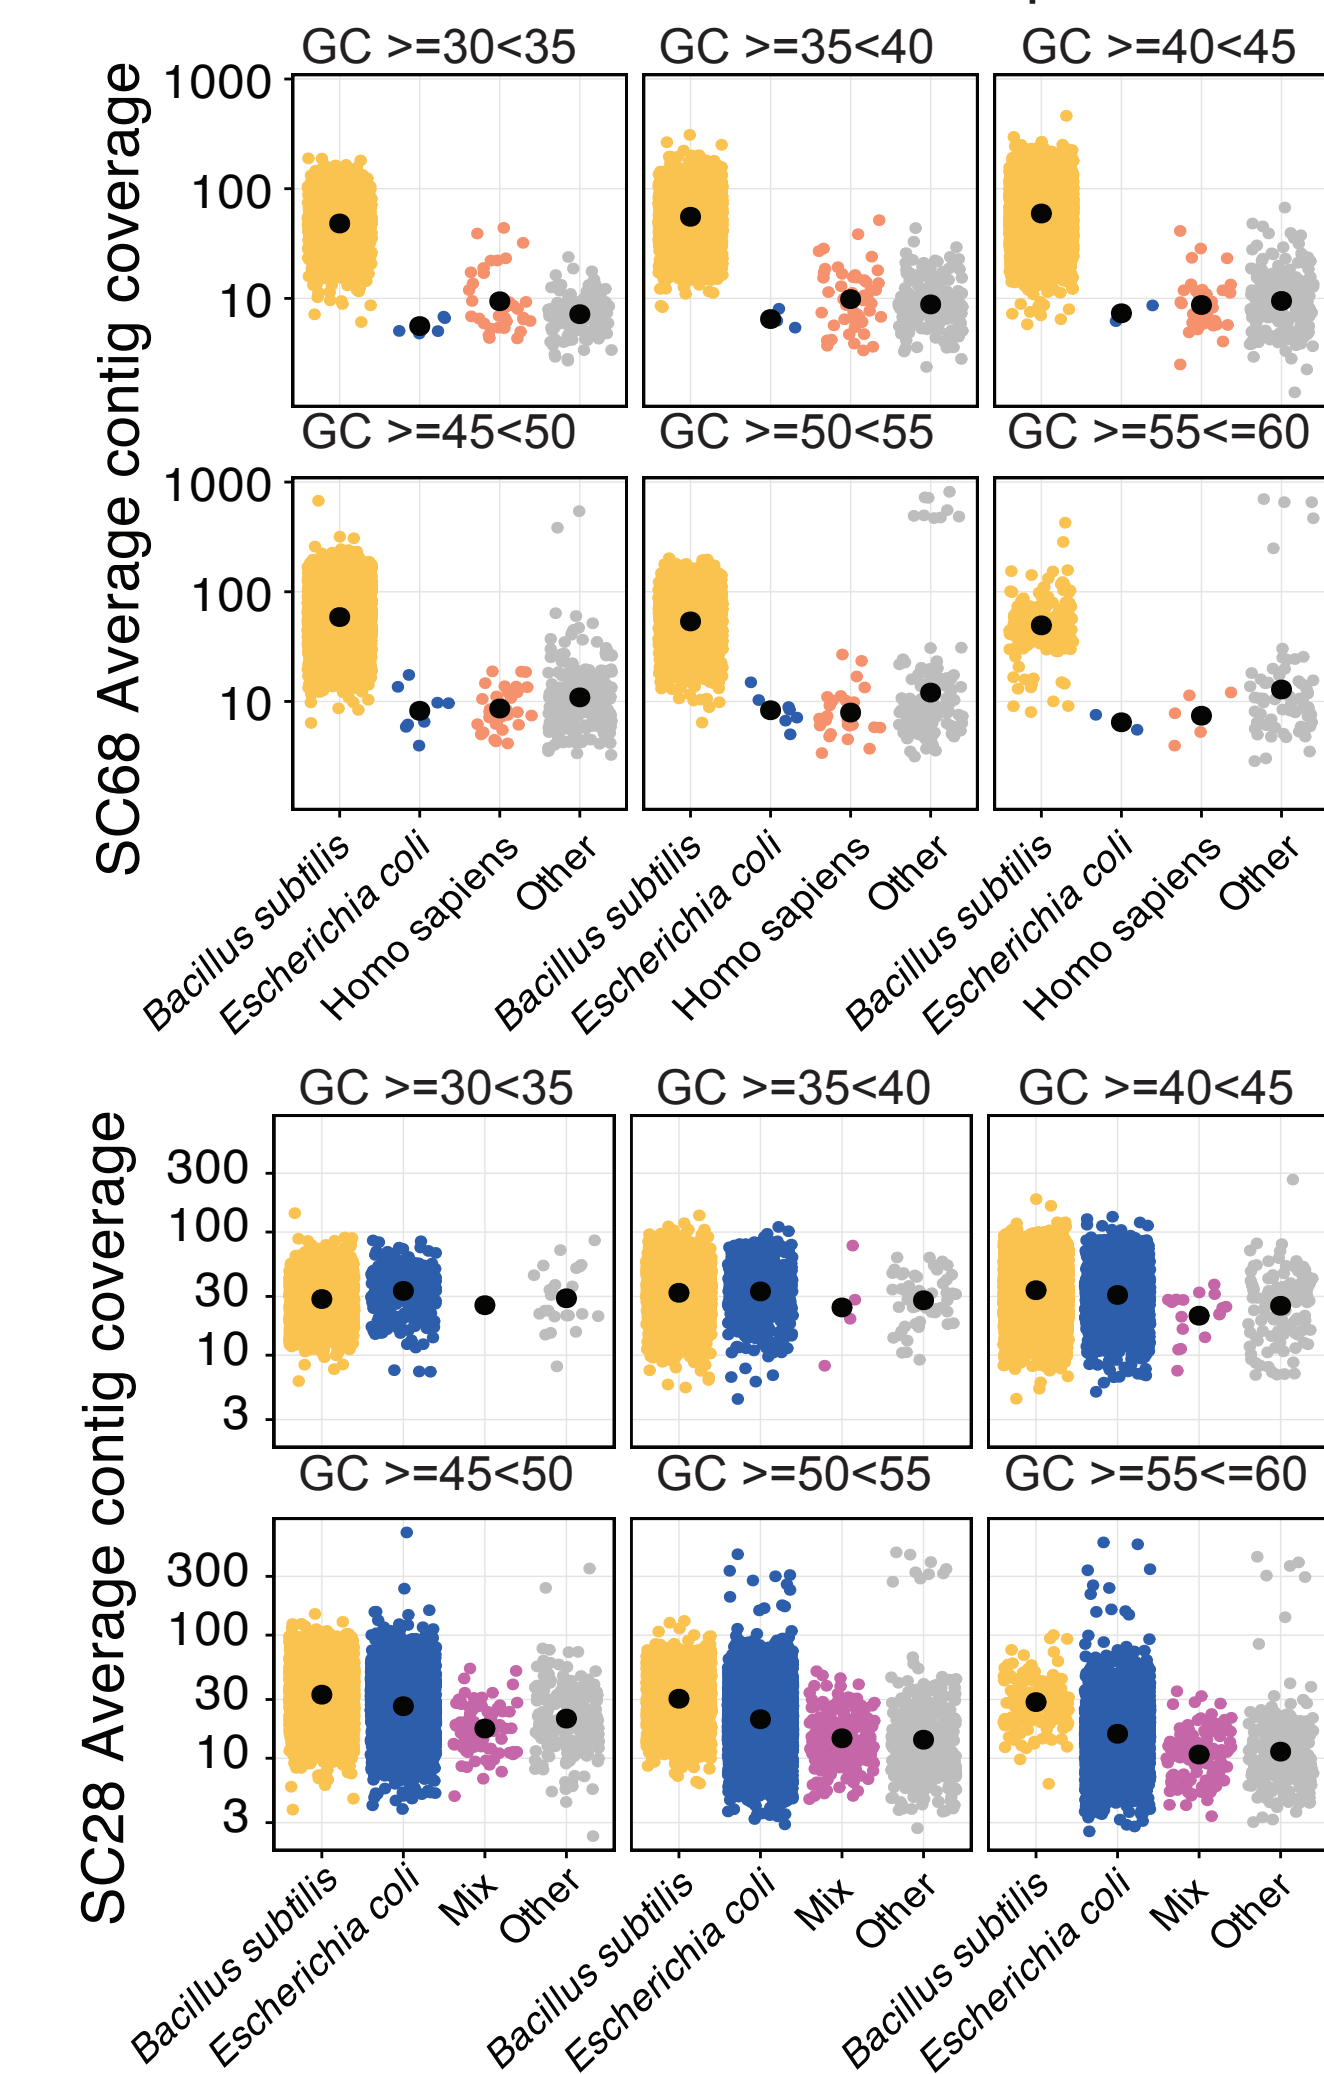 GC >=30<35 GC >=35<40 GC >=40<45
SC68 Average contig coverage
1000
100
10
GC >=45<50 GC >=50<55 GC >=55<=60
1000
100
10
Bacillus subtilis Escherichia coli Homo sapiens Other Bacillus subtilis Escherichia coli Homo sapiens Other Bacillus subtilis Escherichia coli Homo sapiens Other
GC >=30<35 GC >=35<40 GC >=40<45
SC28 Average contig coverage
300
100
30
10
3
GC >=45<50 GC >=50<55 GC >=55<=60
300
100
30
10
3
Bacillus subtilis Escherichia coli Mix Other Bacillus subtilis Escherichia coli Mix Other Bacillus subtilis Escherichia coli Mix Other